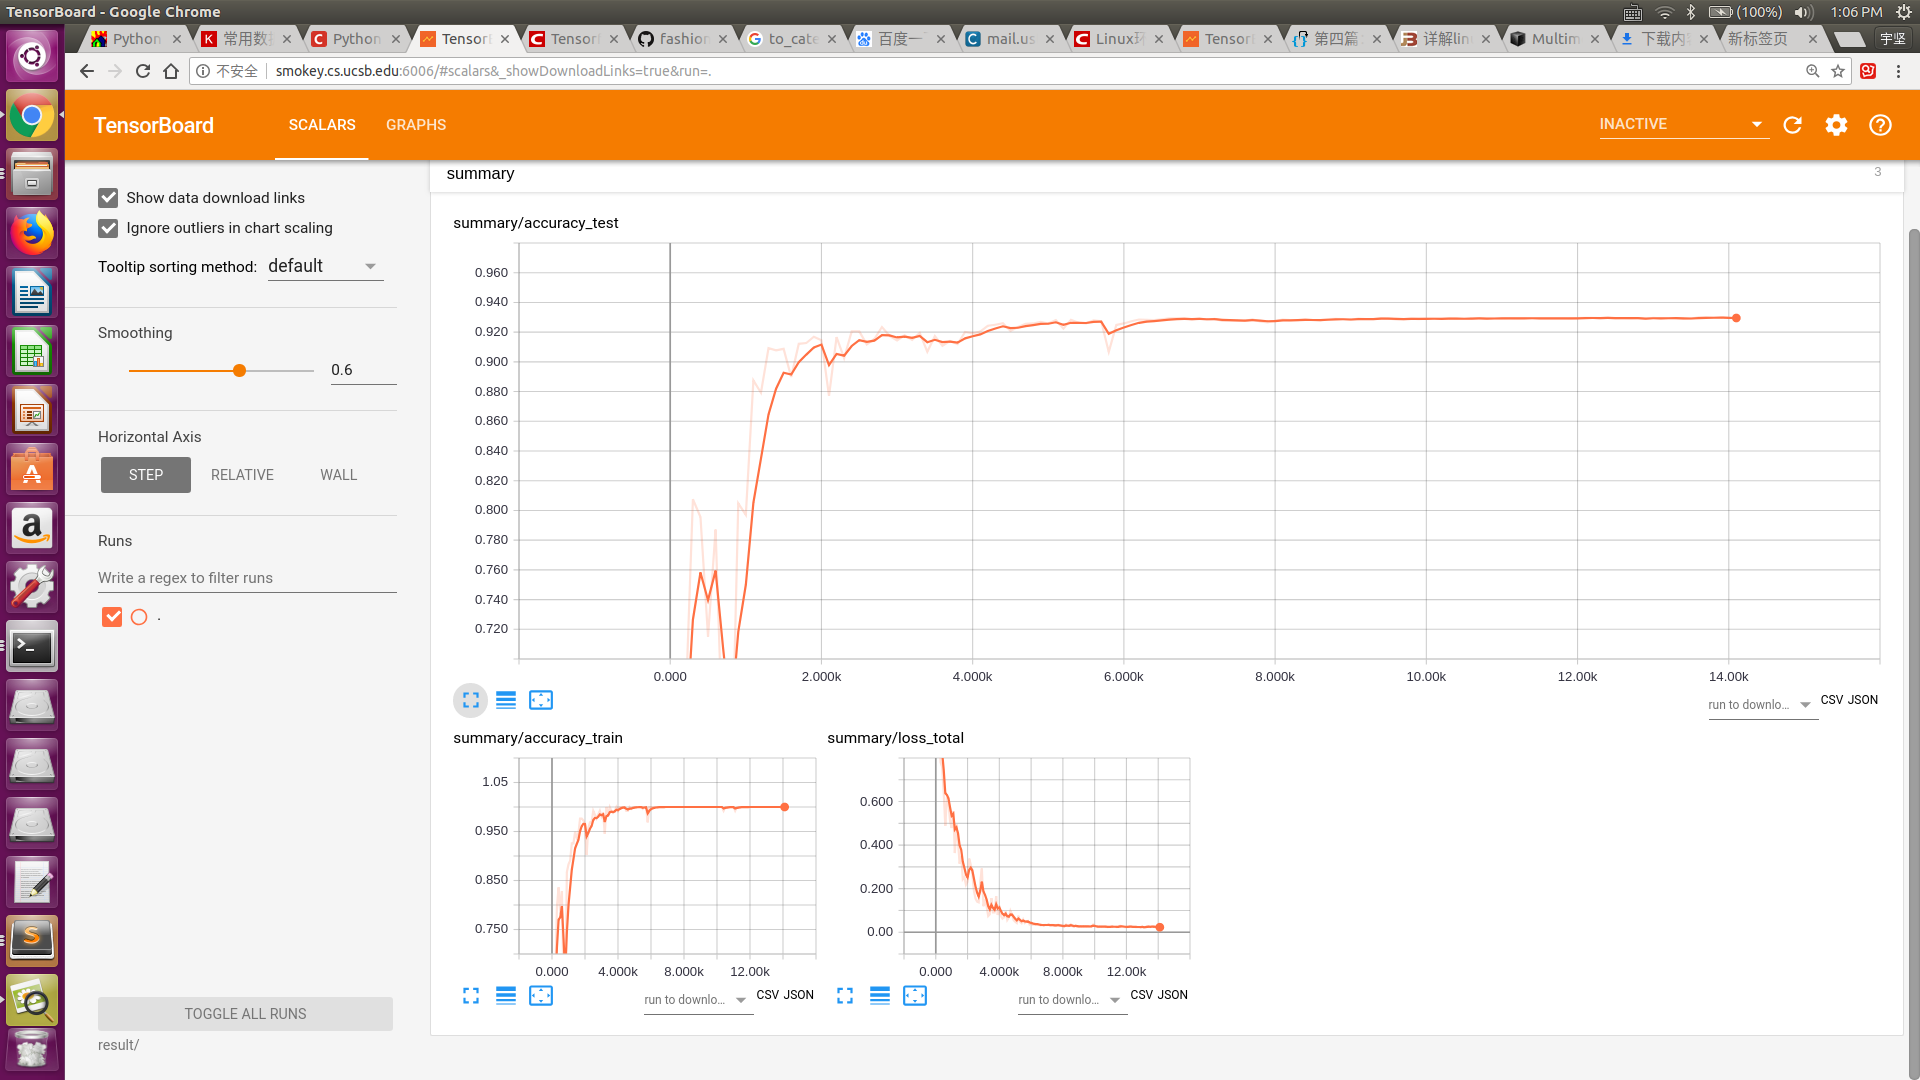 TensorBoard - Google Chrome
(100%)
1:06 PM
Python
常用数
Python
Tensor
Tensor
fashion
to_cate
百度一
mail.us
Linux环
Tensor
第四篇
详解lin
Multim
下载内
新标签页
宇坚
不安全
smokey.cs.ucsb.edu:6006/#scalars&_showDownloadLinks=true&run=.
TensorBoard
SCALARS
GRAPHS
INACTIVE
Show data download links
Ignore outliers in chart scaling
Tooltip sorting method: default
Smoothing
0.6
Horizontal Axis
STEP RELATIVE WALL
Runs
Write a regex to filter runs
.
TOGGLE ALL RUNS
result/
summary
3
summary/accuracy_test
0.960
0.940
0.920
0.900
0.880
0.860
0.840
0.820
0.800
0.780
0.760
0.740
0.720
0.000 2.000k 4.000k 6.000k 8.000k 10.00k 12.00k 14.00k
run to downlo... CSV JSON
summary/accuracy_train
1.05
0.950
0.850
0.750
0.000 4.000k 8.000k 12.00k
run to downlo... CSV JSON
summary/loss_total
0.600
0.400
0.200
0.00
0.000 4.000k 8.000k 12.00k
run to downlo... CSV JSON